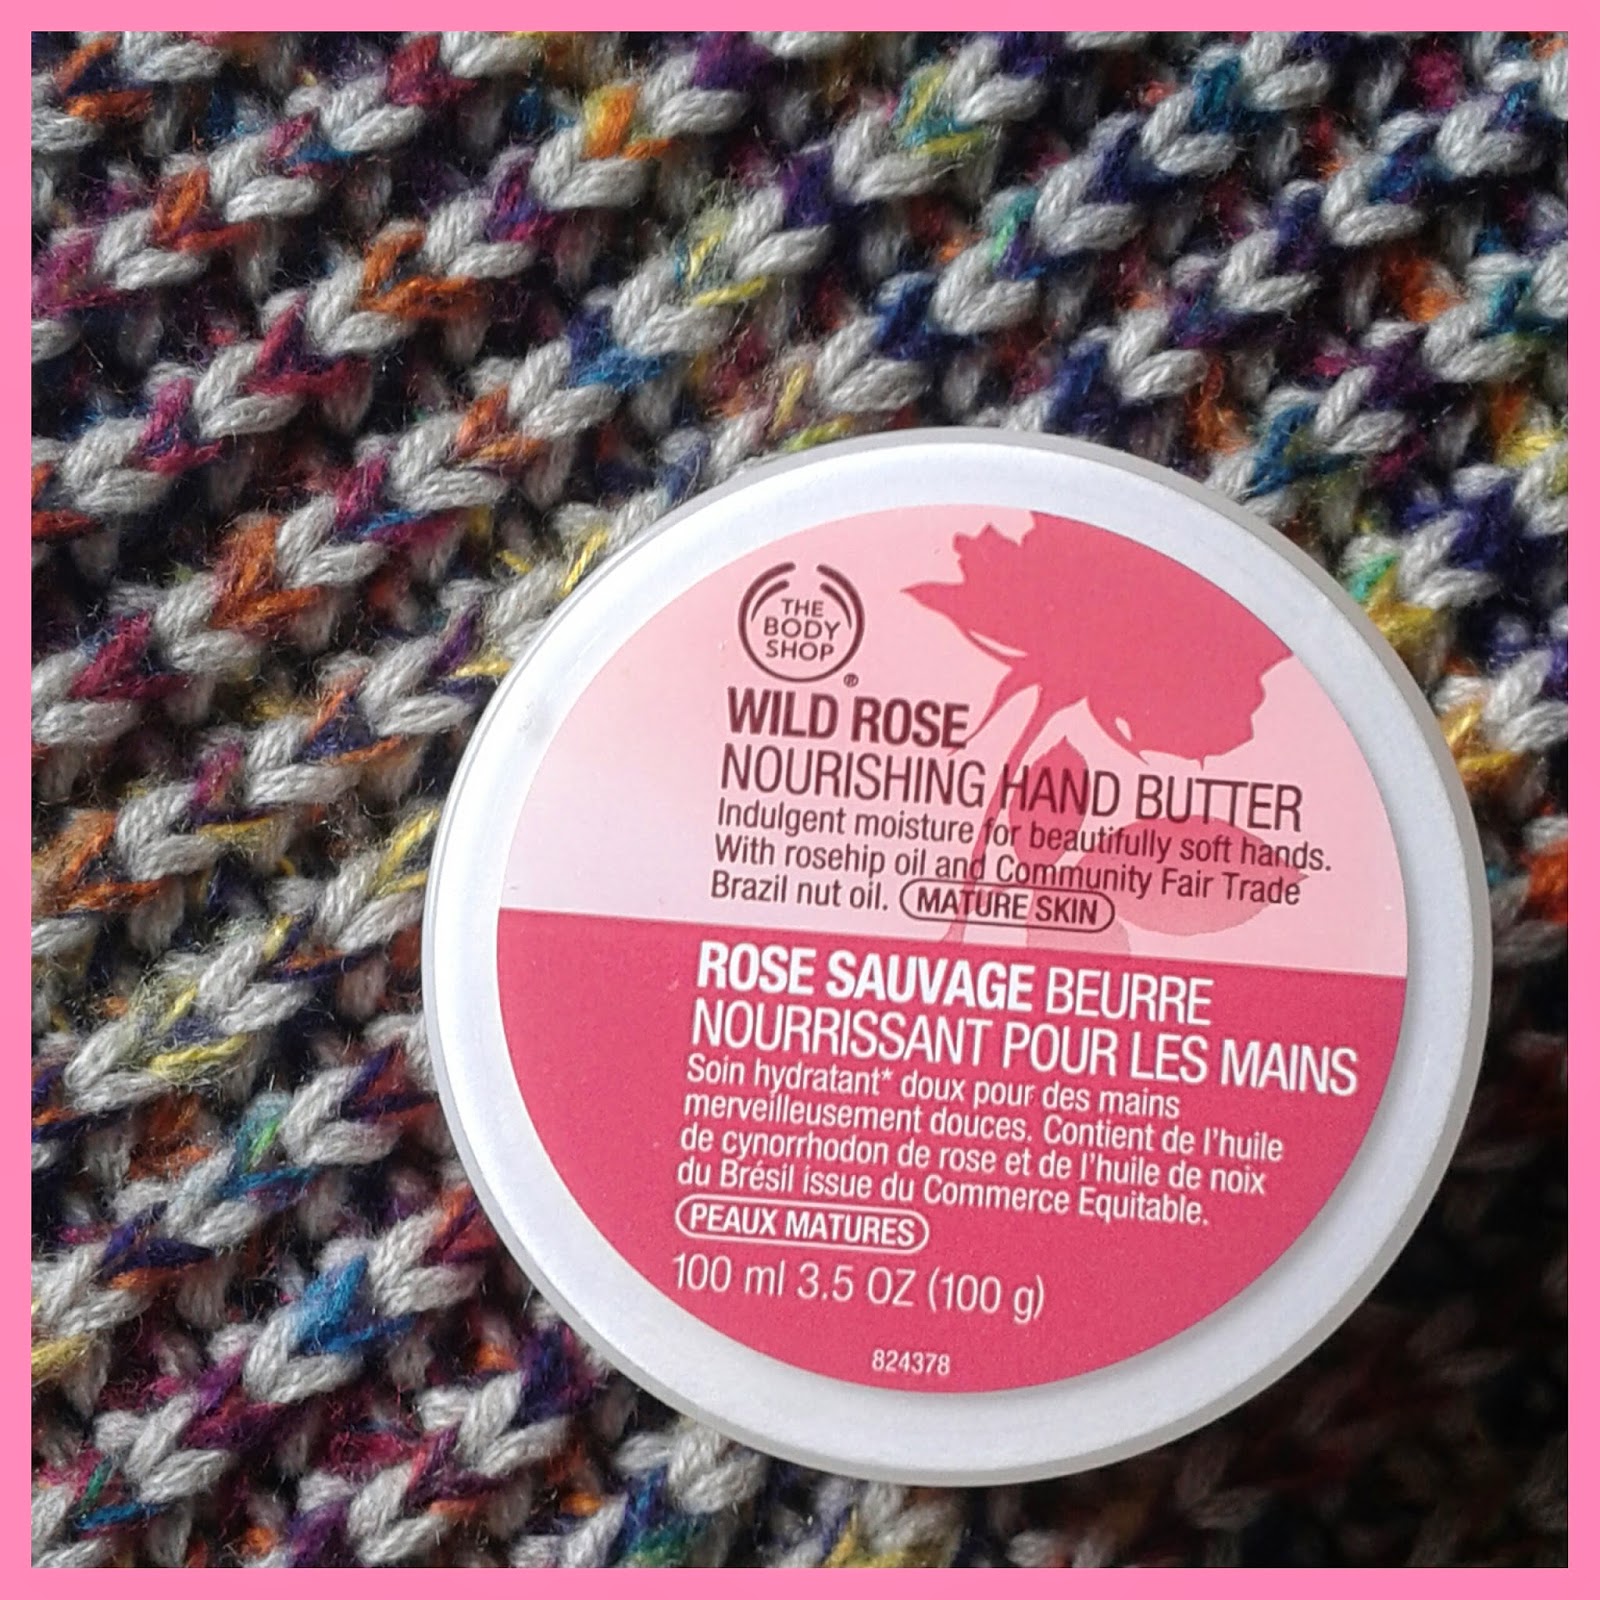 THE
BODY
SHOP®
WILD ROSE
NOURISHING HAND BUTTER
Indulgent moisture for beautifully soft hands.
With rosehip oil and Community Fair Trade
Brazil nut oil. MATURE SKIN
ROSE SAUVAGE BEURRE
NOURRISSANT POUR LES MAINS
Soin hydratant* doux pour des mains
merveilleusement douces. Contient de l'huile
de cynorrhodon de rose et de l'huile de noix
du Brésil issue du Commerce Equitable.
PEAUX MATURES
100 ml 3.5 OZ (100 g)
824378